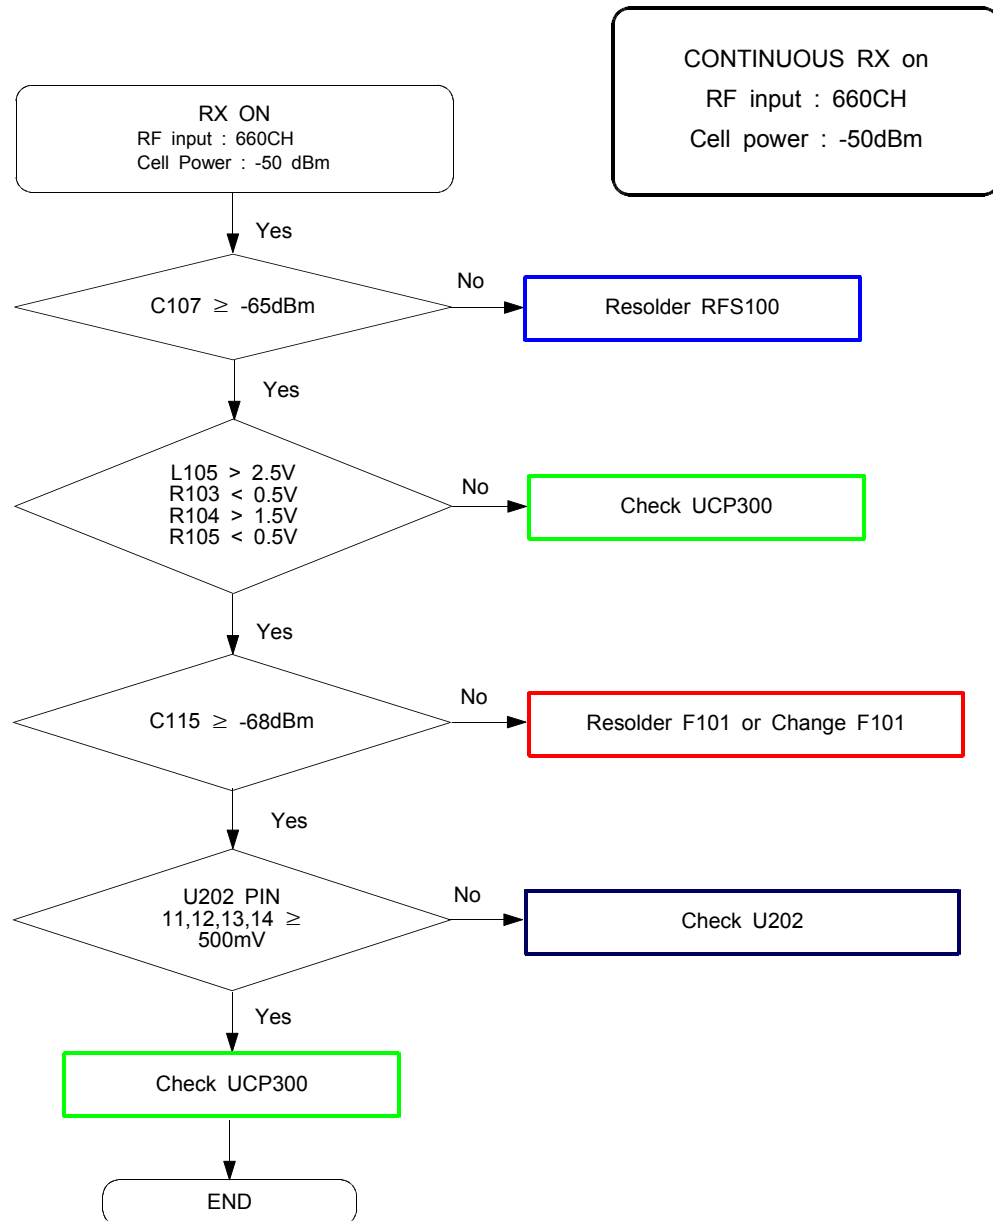 CONTINUOUS RX on
RF input : 660CH
Cell power : -50dBm
RX ON
RF input : 660CH
Cell Power : -50 dBm
Yes
C107 ≥ -65dBm
No
Resolder RFS100
Yes
L105 > 2.5V
R103 < 0.5V
R104 > 1.5V
R105 < 0.5V
No
Check UCP300
Yes
C115 ≥ -68dBm
No
Resolder F101 or Change F101
Yes
U202 PIN
11,12,13,14 ≥
500mV
No
Check U202
Yes
Check UCP300
END